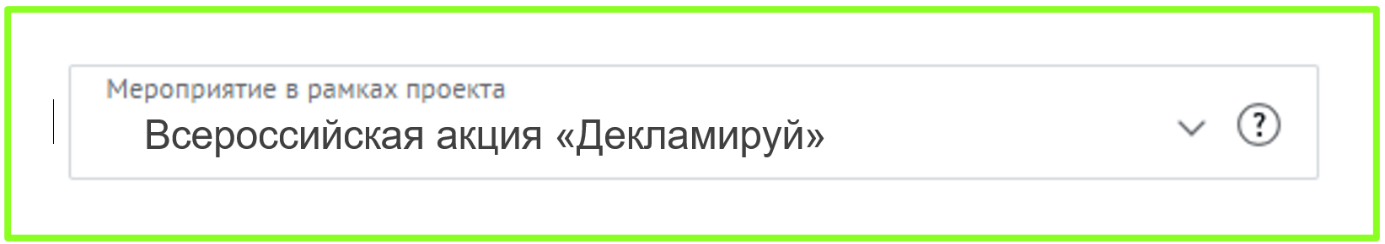 Мероприятие в рамках проекта
Всероссийская акция «Декламируй»
?